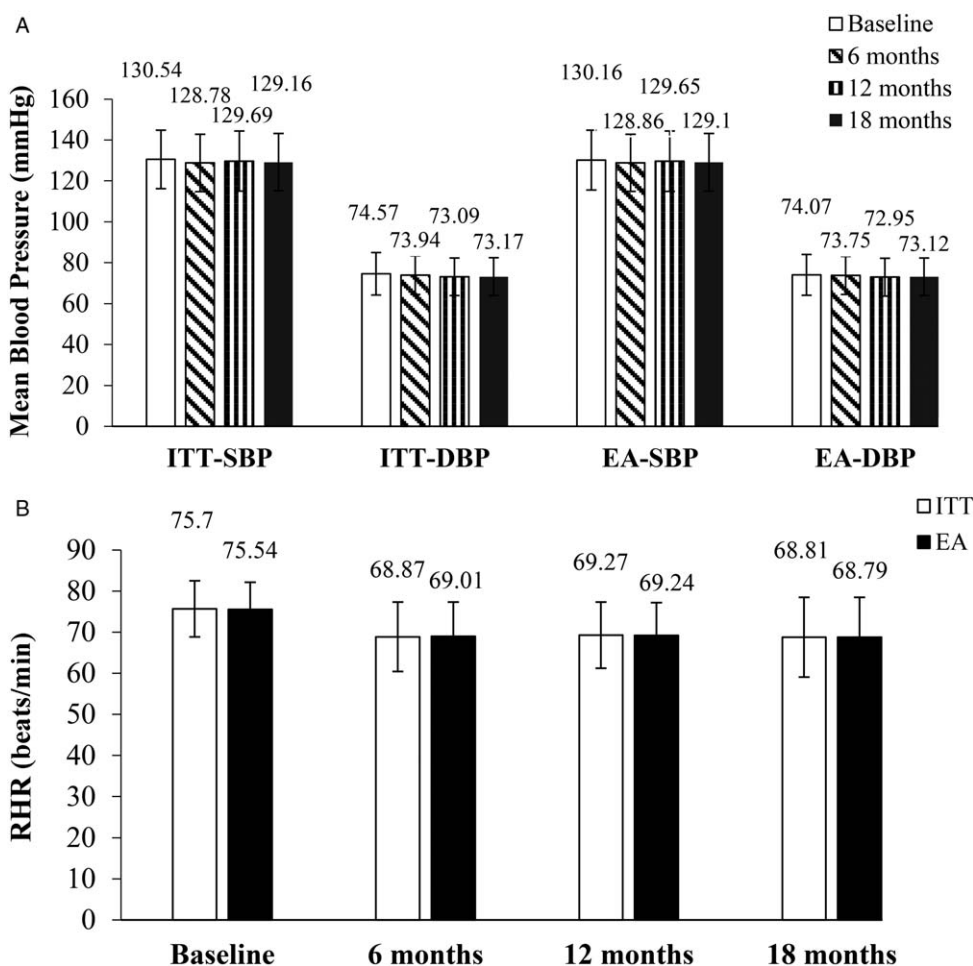 A
Baseline
6 months
12 months
18 months
130.54
128.78
129.69
129.16
130.16
128.86
129.65
129.1
74.57
73.94
73.09
73.17
74.07
73.75
72.95
73.12
Mean Blood Pressure (mmHg)
160
140
120
100
80
60
40
20
0
ITT-SBP
ITT-DBP
EA-SBP
EA-DBP
B
ITT
EA
75.7
75.54
68.87
69.01
69.27
69.24
68.81
68.79
RHR (beats/min)
90
80
70
60
50
40
30
20
10
0
Baseline
6 months
12 months
18 months